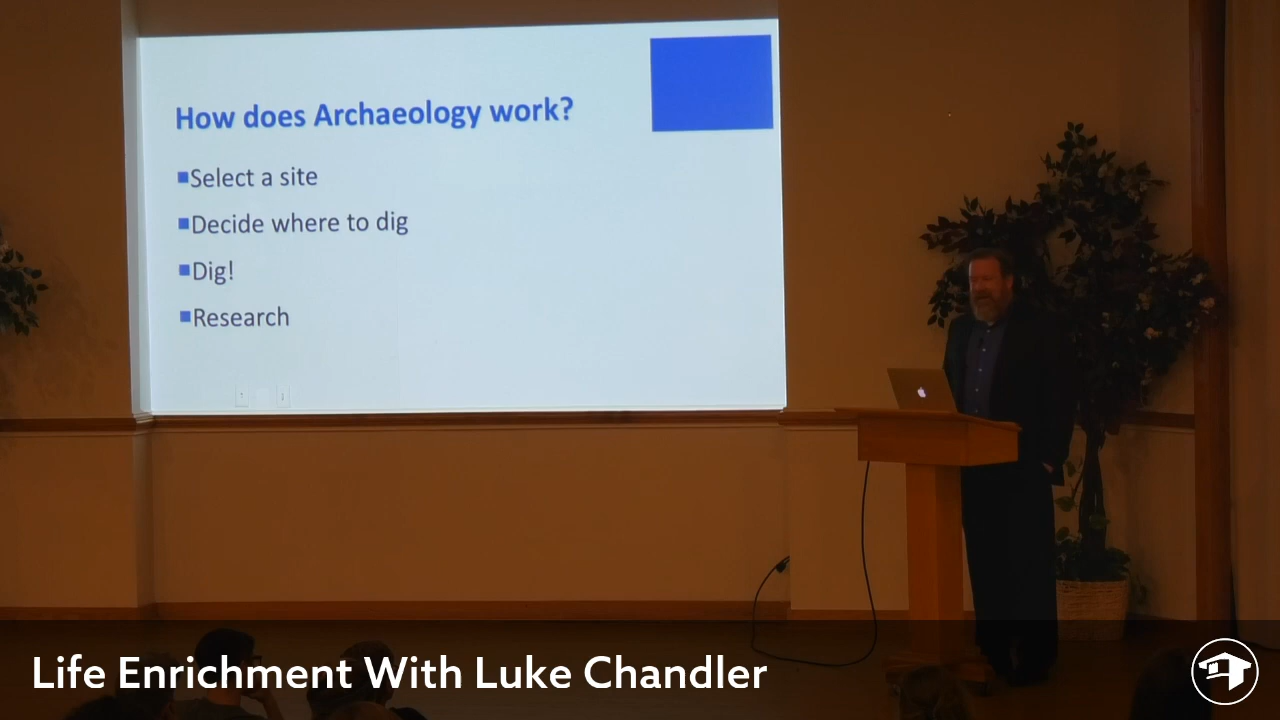 How does Archaeology work?
Select a site
Decide where to dig
Dig!
Research
Life Enrichment With Luke Chandler